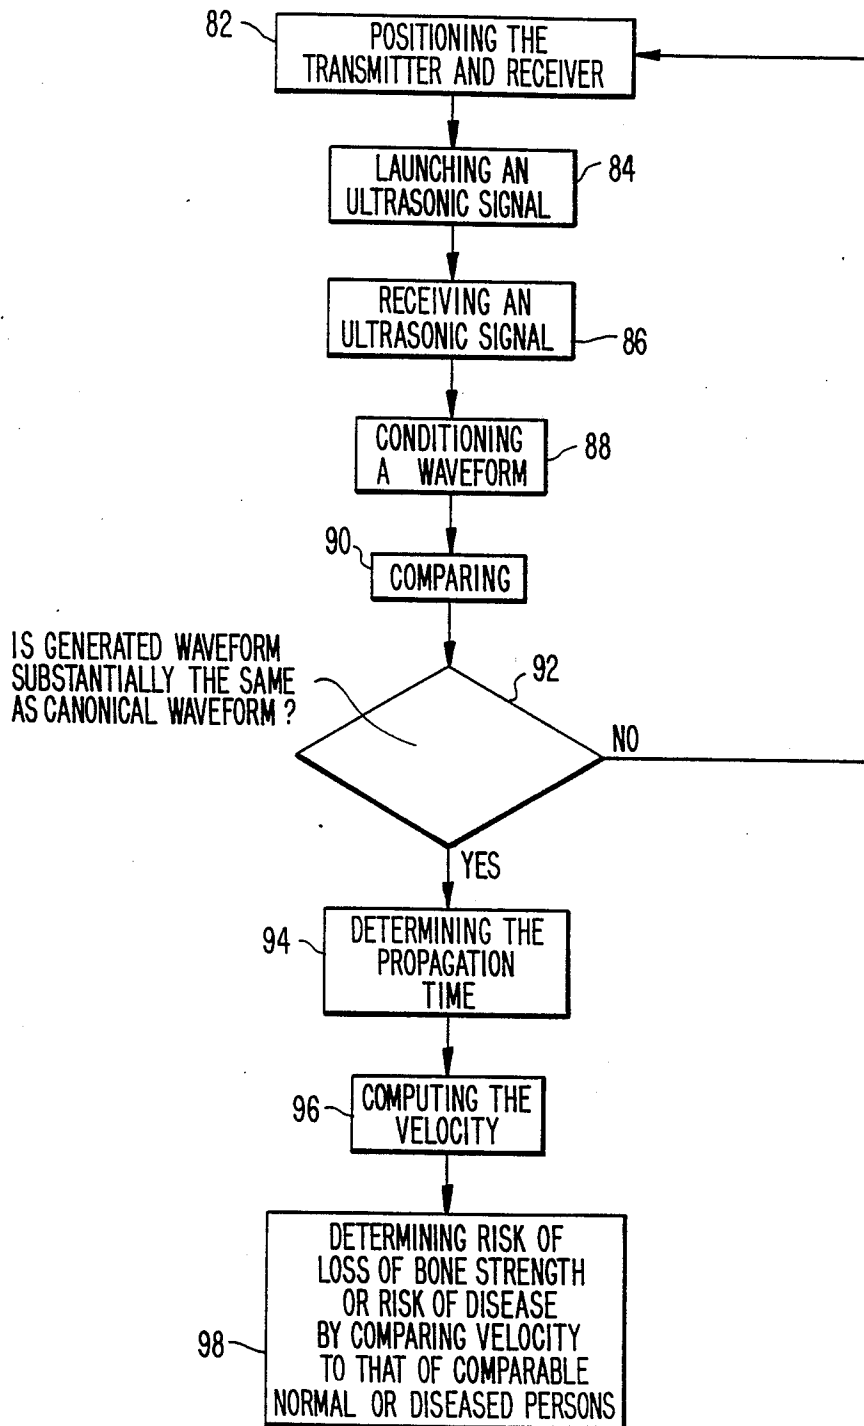 82
POSITIONING THE
TRANSMITTER AND RECEIVER
LAUNCHING AN
ULTRASONIC SIGNAL
84
RECEIVING AN
ULTRASONIC SIGNAL
86
CONDITIONING
A WAVEFORM
88
90
COMPARING
IS GENERATED WAVEFORM
SUBSTANTIALLY THE SAME
AS CANONICAL WAVEFORM ?
92
NO
YES
94
DETERMINING THE
PROPAGATION
TIME
96
COMPUTING THE
VELOCITY
98
DETERMINING RISK OF
LOSS OF BONE STRENGTH
OR RISK OF DISEASE
BY COMPARING VELOCITY
TO THAT OF COMPARABLE
NORMAL OR DISEASED PERSONS